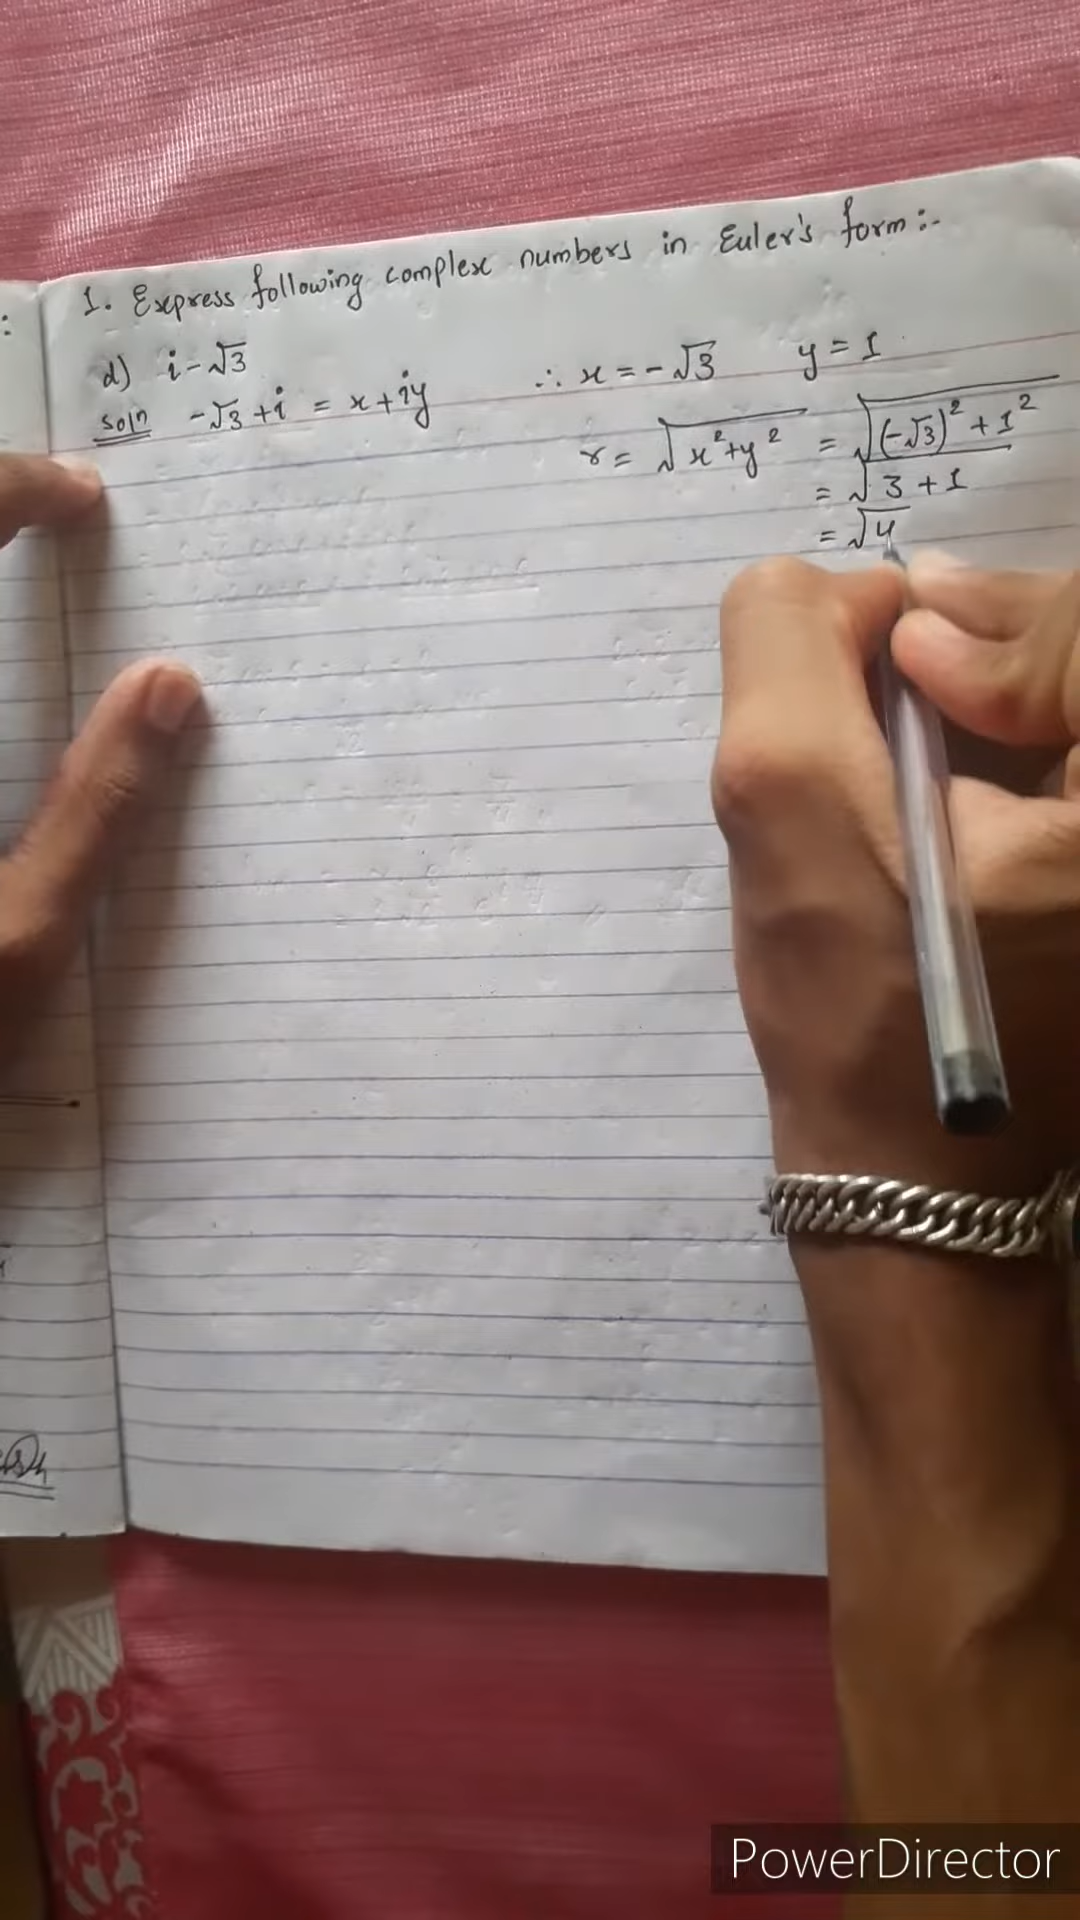 1. Express following complex numbers in Euler's form :-
d) i - √3
∴ x = - √3 y = 1
soln -√3 + i = x + iy
r = √x² + y² = √(-√3)² + 1²
= √3 + 1
= √4
PowerDirector